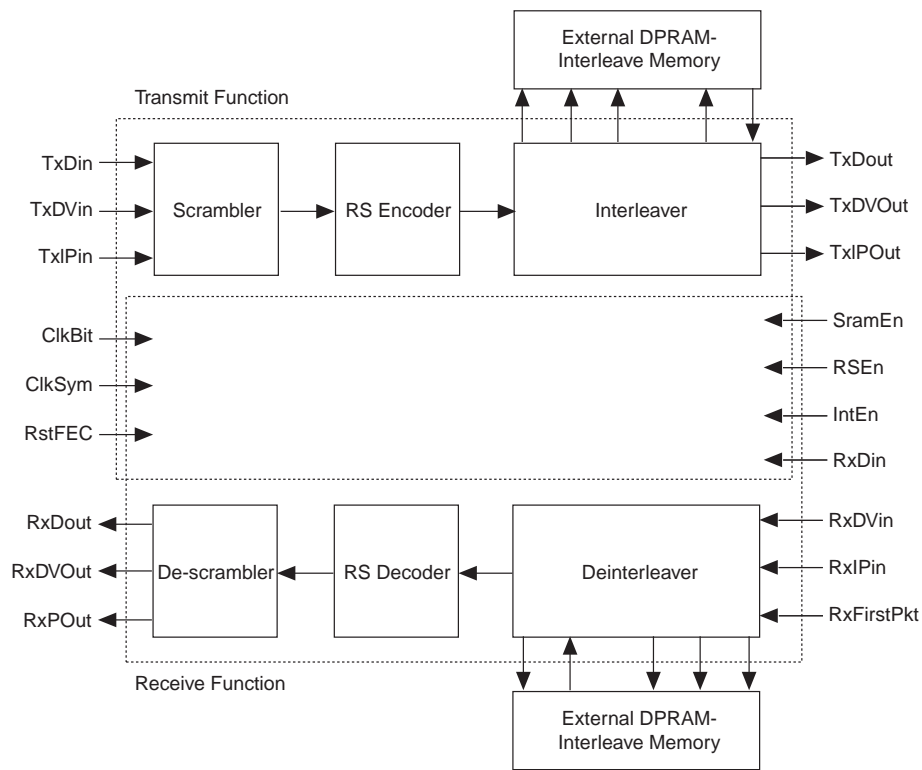 External DPRAM-
Interleave Memory
Transmit Function
TxDin
TxDVin
TxIPin
Scrambler
RS Encoder
Interleaver
TxDout
TxDVOut
TxIPOut
ClkBit
ClkSym
RstFEC
SramEn
RSEn
IntEn
RxDin
RxDout
RxDVOut
RxPOut
De-scrambler
RS Decoder
Deinterleaver
RxDVin
RxIPin
RxFirstPkt
Receive Function
External DPRAM-
Interleave Memory